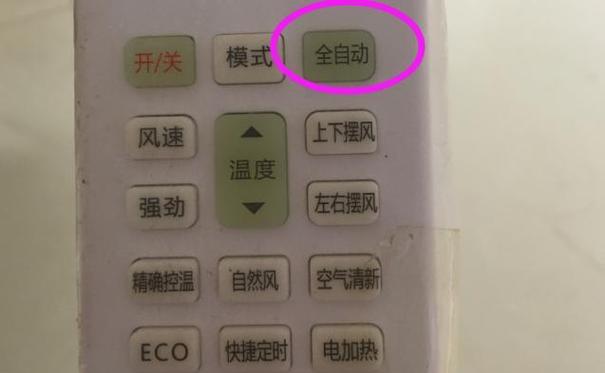 开/关 模式 全自动
风速 上下摆风
温度
强劲 左右摆风
精确控温 自然风 空气清新
ECO 快捷定时 电加热